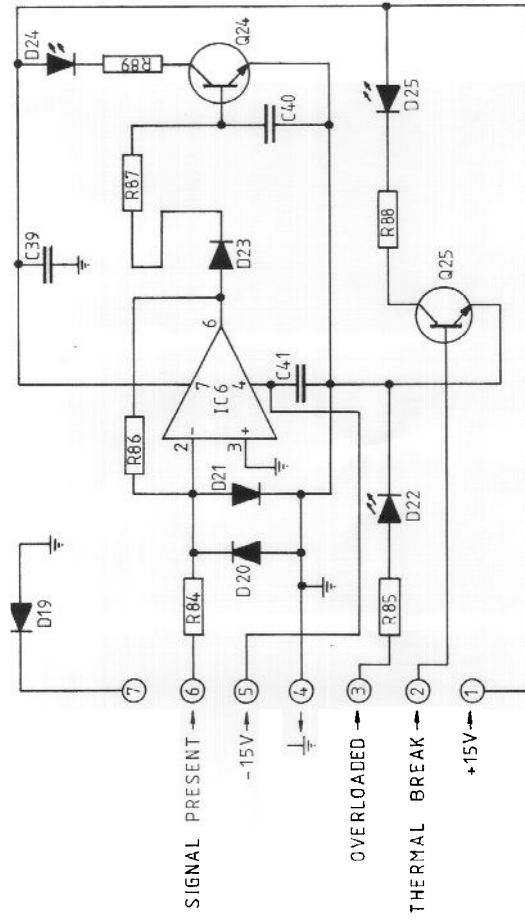 D24
R89
Q24
C40
R87
C39
D23
6
7
4
IC6
2
-
3
+
C41
R86
D21
D20
R84
D19
D25
R88
Q25
D22
R85
7
SIGNAL PRESENT→ 6
-15V→ 5
4
OVERLOADED → 3
THERMAL BREAK→ 2
+15V→ 1